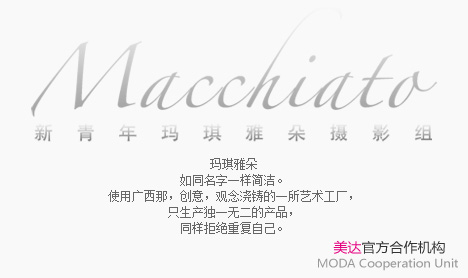 Macchiato
新青年玛琪雅朵摄影组
玛琪雅朵
如同名字一样简洁。
使用广西那，创意，观念浇铸的一所艺术工厂，
只生产独一无二的产品，
同样拒绝重复自己。
美达官方合作机构
MODA Cooperation Unit